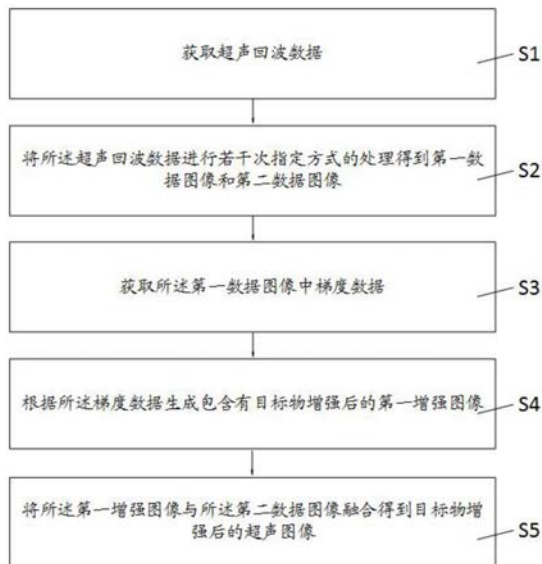 获取超声回波数据
S1
将所述超声回波数据进行若干次指定方式的处理得到第一数
据图像和第二数据图像
S2
获取所述第一数据图像中梯度数据
S3
根据所述梯度数据生成包含有目标物增强后的第一增强图像
S4
将所述第一增强图像与所述第二数据图像融合得到目标物增
强后的超声图像
S5